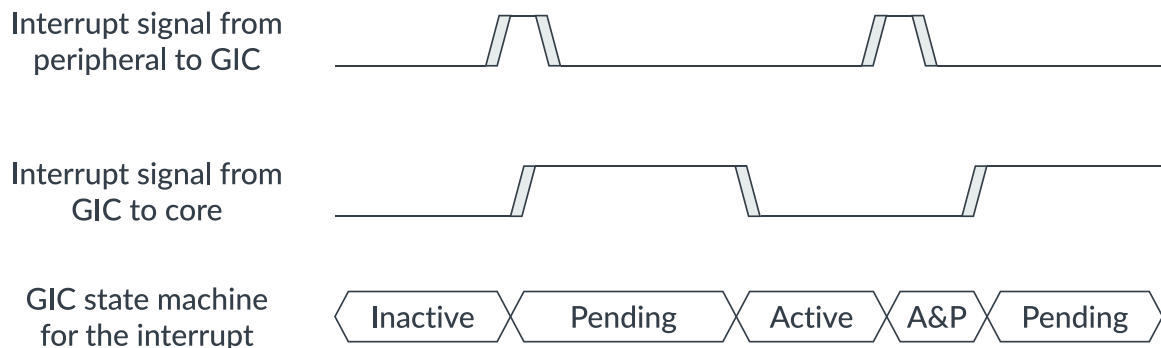 Interrupt signal from
peripheral to GIC
Interrupt signal from
GIC to core
GIC state machine
for the interrupt
Inactive
Pending
Active
A&P
Pending